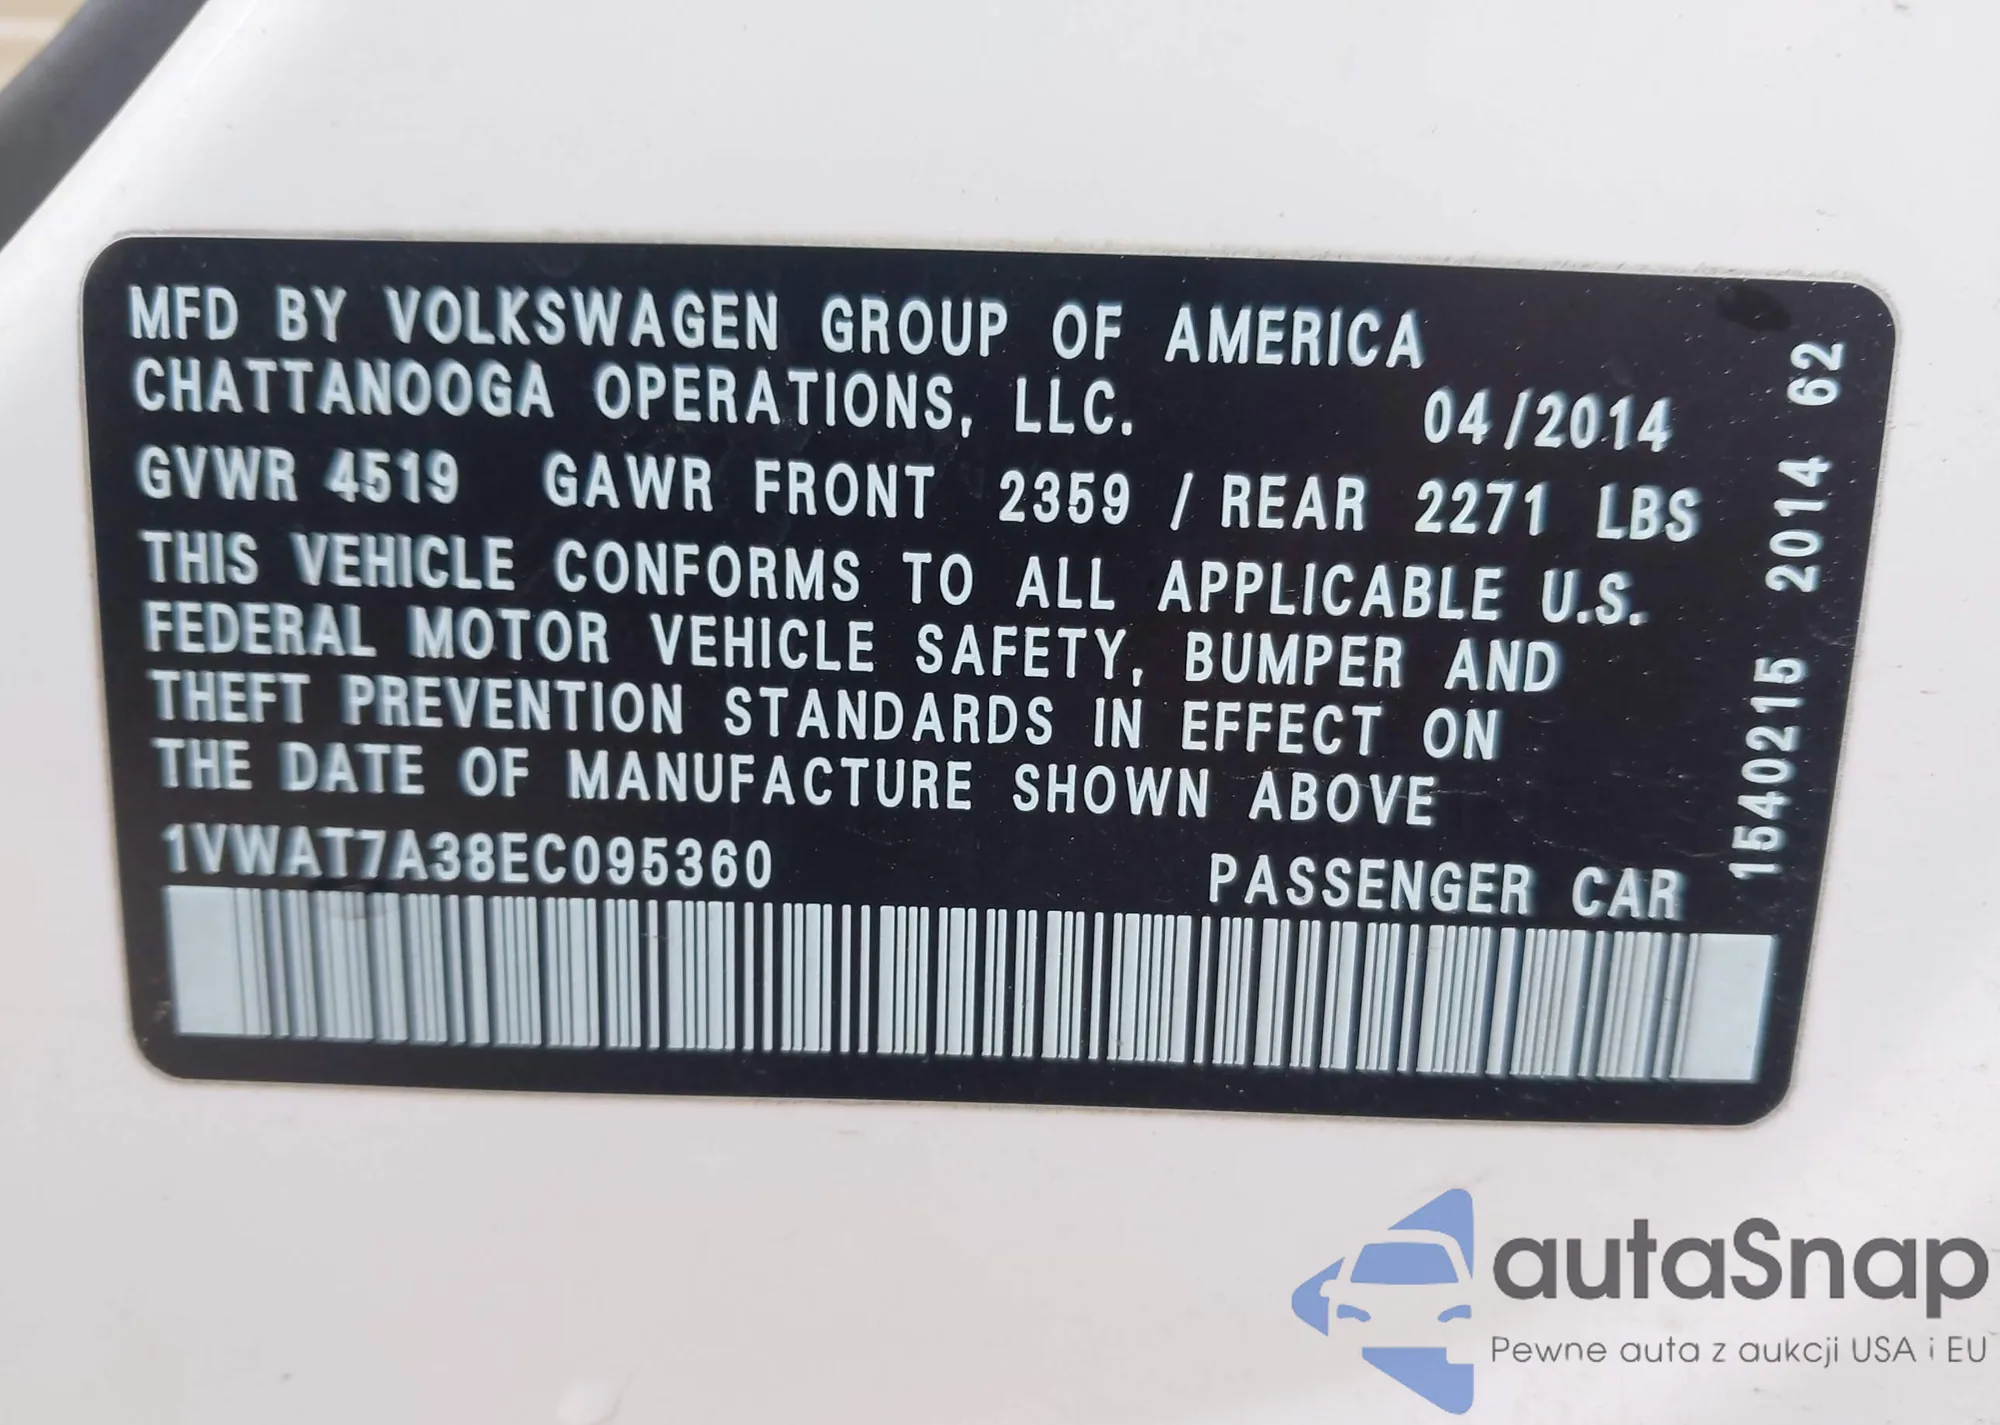 MFD BY VOLKSWAGEN GROUP OF AMERICA
CHATTANOOGA OPERATIONS, LLC. 04/2014
GVWR 4519 GAWR FRONT 2359 / REAR 2271 LBS
THIS VEHICLE CONFORMS TO ALL APPLICABLE U.S.
FEDERAL MOTOR VEHICLE SAFETY, BUMPER AND
THEFT PREVENTION STANDARDS IN EFFECT ON
THE DATE OF MANUFACTURE SHOWN ABOVE
1VWAT7A38EC095360 PASSENGER CAR
1540215 2014 62
autaSnap
Pewne auta z aukcji USA i EU